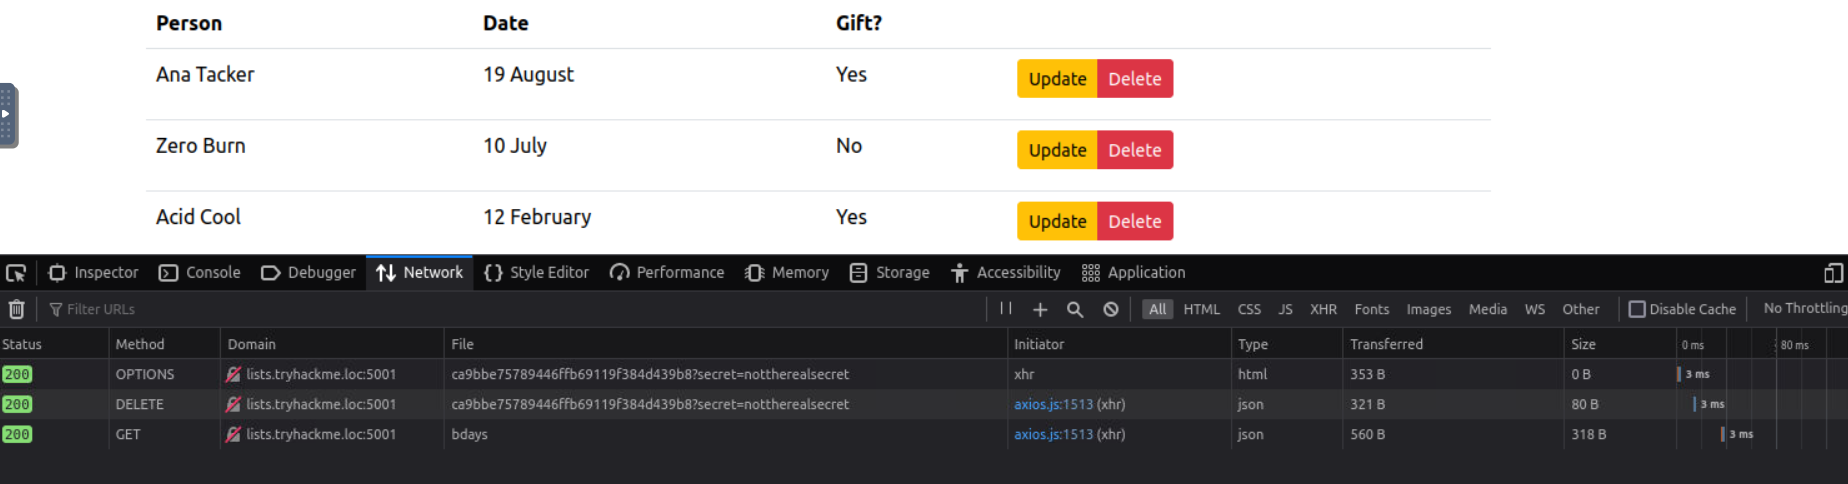 Person Date Gift?
Ana Tacker 19 August Yes Update Delete
Zero Burn 10 July No Update Delete
Acid Cool 12 February Yes Update Delete
Inspector Console Debugger Network Style Editor Performance Memory Storage Accessibility Application
Filter URLs All HTML CSS JS XHR Fonts Images Media WS Other Disable Cache No Throttling
Status Method Domain File Initiator Type Transferred Size 0 ms 80 ms
200 OPTIONS lists.tryhackme.loc:5001 ca9bbe75789446ffb69119f384d439b8?secret=nottherealsecret xhr html 353 B 0 B 3 ms
200 DELETE lists.tryhackme.loc:5001 ca9bbe75789446ffb69119f384d439b8?secret=nottherealsecret axios.js:1513 (xhr) json 321 B 80 B 3 ms
200 GET lists.tryhackme.loc:5001 bdays axios.js:1513 (xhr) json 560 B 318 B 3 ms